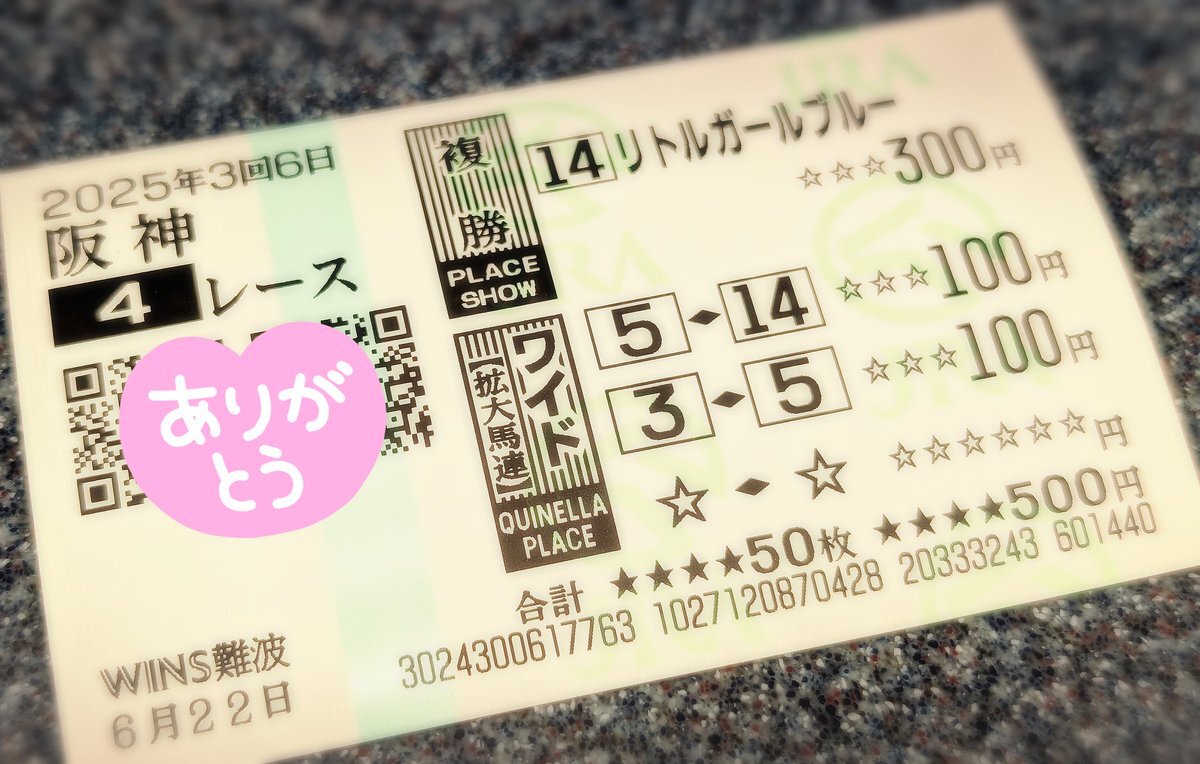 2025年3回6日
阪神
4レース
ありが
とう
WINS難波
6月22日
複勝
PLACE
SHOW
14 リトルガールブルー
☆☆☆300円
ワイド
【拡大馬連】
QUINELLA
PLACE
5◆14 ☆☆☆100円
3◆5 ☆☆☆100円
☆◆☆ ☆☆☆☆☆☆円
合計 ★★★★50枚 ★★★★500円
3024300617763 1027120870428 20333243 601440
JRA